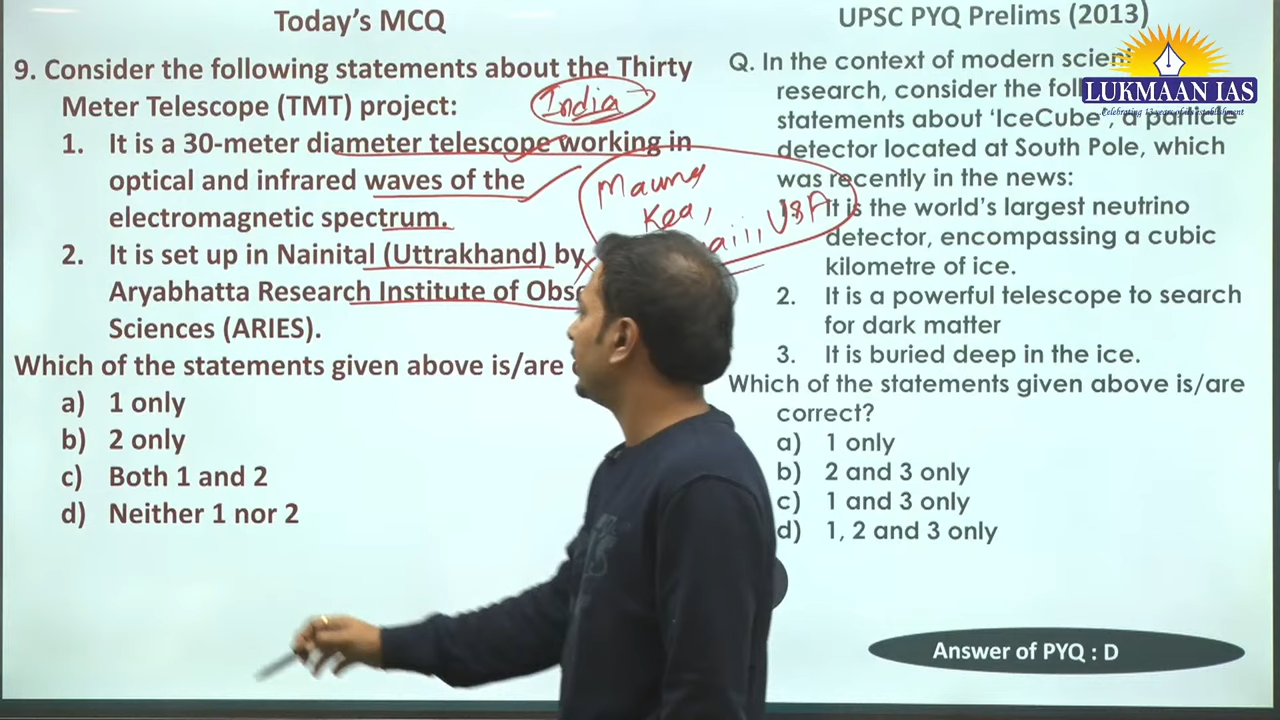 Today's MCQ
9. Consider the following statements about the Thirty
Meter Telescope (TMT) project:
India
1. It is a 30-meter diameter telescope working in
optical and infrared waves of the
electromagnetic spectrum.
Mauna
Kea,
aiii, USA
2. It is set up in Nainital (Uttrakhand) by
Aryabhatta Research Institute of Obs
Sciences (ARIES).
Which of the statements given above is/are
a) 1 only
b) 2 only
c) Both 1 and 2
d) Neither 1 nor 2
UPSC PYQ Prelims (2013)
LUKMAAN IAS
Celebrating 13 years of its establishment
Q. In the context of modern scien
research, consider the foll
statements about 'IceCube', a particle
detector located at South Pole, which
was recently in the news:
It is the world's largest neutrino
detector, encompassing a cubic
kilometre of ice.
2. It is a powerful telescope to search
for dark matter
3. It is buried deep in the ice.
Which of the statements given above is/are
correct?
a) 1 only
b) 2 and 3 only
c) 1 and 3 only
d) 1, 2 and 3 only
Answer of PYQ : D